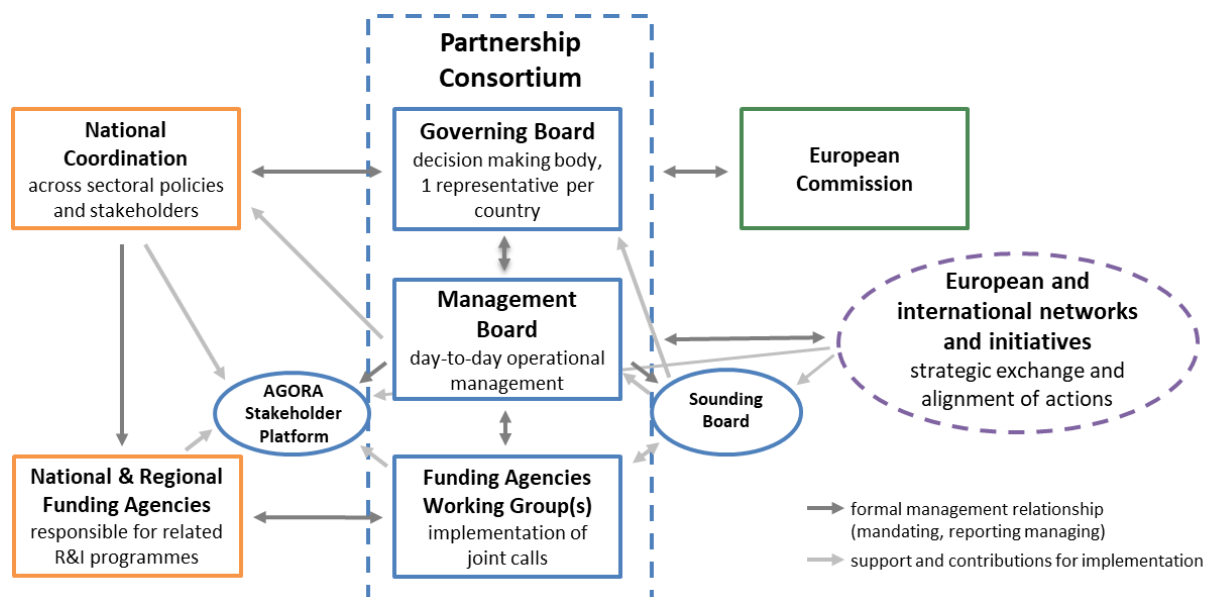 Partnership
Consortium
National
Coordination
across sectoral policies
and stakeholders
Governing Board
decision making body,
1 representative per
country
European
Commission
Management
Board
day-to-day operational
management
European and
international networks
and initiatives
strategic exchange and
alignment of actions
AGORA
Stakeholder
Platform
Sounding
Board
National & Regional
Funding Agencies
responsible for related
R&I programmes
Funding Agencies
Working Group(s)
implementation of
joint calls
formal management relationship
(mandating, reporting managing)
support and contributions for implementation